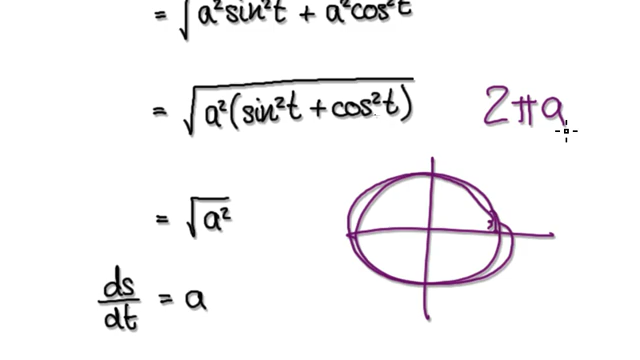 = √a²sin²t + a²cos²t
= √a²(sin²t + cos²t)
2πa
= √a²
ds/dt = a